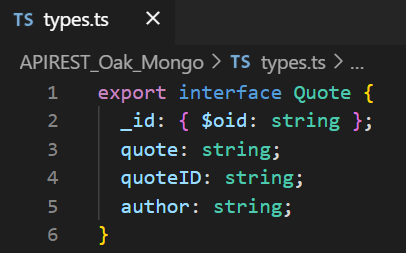 TS types.ts ×
APIREST_Oak_Mongo > TS types.ts > ...
1 export interface Quote {
2   _id: { $oid: string };
3   quote: string;
4   quoteID: string;
5   author: string;
6 }